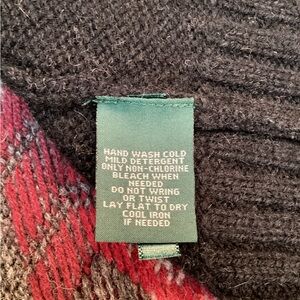 HAND WASH COLD
MILD DETERGENT
ONLY NON-CHLORINE
BLEACH WHEN
NEEDED
DO NOT WRING
OR TWIST
LAY FLAT TO DRY
COOL IRON
IF NEEDED